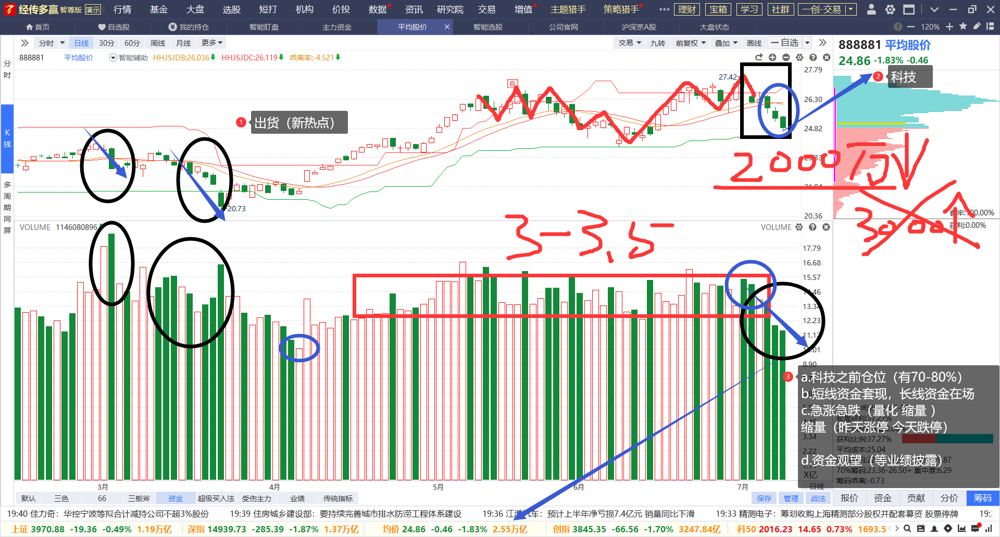 经传多赢 智尊版 演示 行情 基金 大盘 选股 短打 机构 价投 数据 资讯 研究院 交易 增值 主题猎手 策略猎手 理财 宝箱 学习 社群 一创-交易
首页 自选股 我的持仓 智能盯盘 主力资金 平均股价 智能选股 公司官网 沪深京A股 大盘状态 120%
分时 日线 30分 60分 周线 月线 更多 交易 九转 前复权 叠加 画线 自选
888881 平均股价 智能辅助 HHJSJDB:26.036 HHJSJDC:26.119 乖离率:-4.521
888881 平均股价
24.86 -1.83% -0.46
分时
K线
多周期同屏
27.79
27.42
26.30
24.82
20.36
20.73
自
1 出货（新热点）
2 科技
2000万
3000
3-3.5
套牢:100.00%
获利:0.00%
VOLUME 1146080896
VOLUME
17.79
16.68
15.57
13.34
12.23
8.90
3.34
2.22
X亿
3 a.科技之前仓位（有70-80%）
b.短线资金套现，长线资金在场
c.急涨急跌（量化 缩量 ）
缩量（昨天涨停 今天跌停）
d.资金观望（等业绩披露）
获利比例:37.27%
平均成本:25.04
70%筹码:23.36-26.50+ 集中度:6.29
筹码乖离:-0.73
3月 4月 5月 6月 7月 日线
默认 三色 66 三板斧 资金 超级买入法 受伤主力 业绩 传统指标 保存 管理 战法 报价 资金 贡献 分价 筹码
19:40 佳力奇：华控宁波等拟合计减持公司不超3%股份 19:39 住房城乡建设部：要持续完善城市排水防涝工程体系建设 19:36 江淮汽车：预计上半年净亏损7.4亿元 销量同比下滑 19:33 精测电子：筹划收购上海精测部分股权并配套募资 股票停牌
上证 3970.88 -19.36 -0.49% 1.19万亿 深指 14939.73 -285.39 -1.87% 1.37万亿 均价 24.86 -0.46 -1.83% 2.55万亿 创指 3845.35 -66.56 -1.70% 3247.84亿 科50 2016.23 14.65 0.73% 1693.5